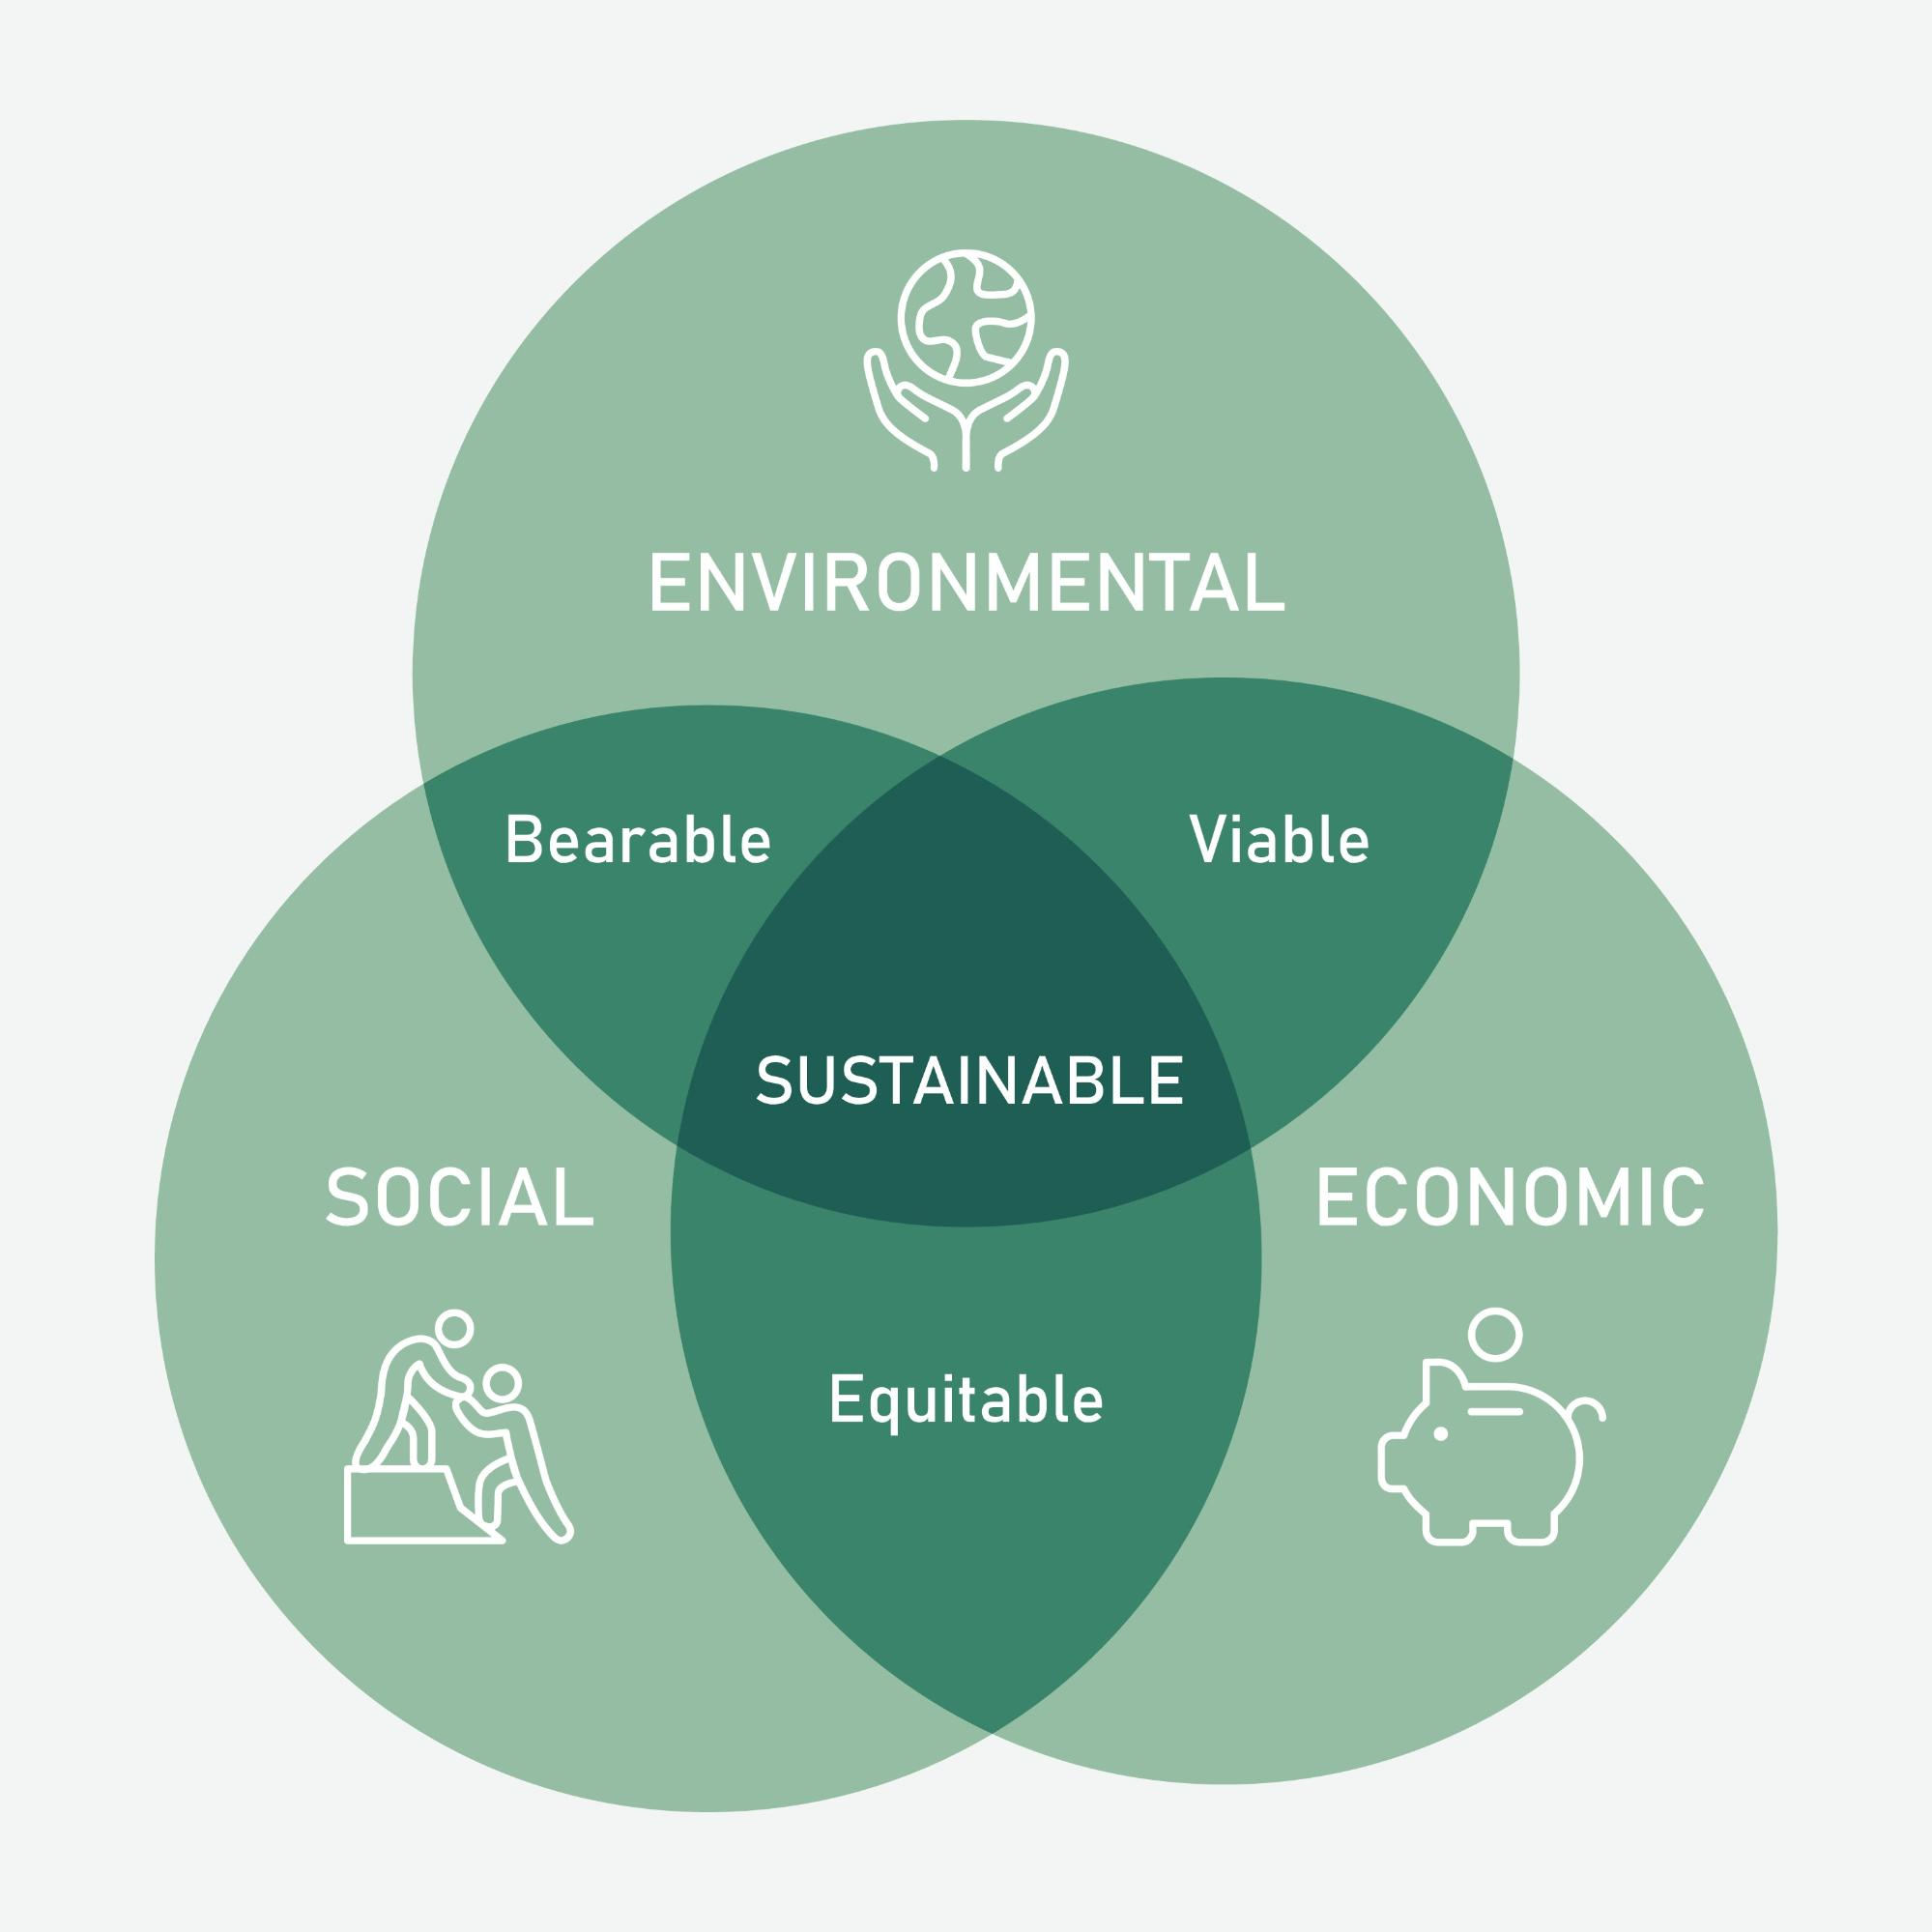 ENVIRONMENTAL
Bearable
Viable
SUSTAINABLE
SOCIAL
ECONOMIC
Equitable